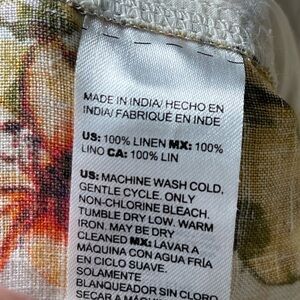 MADE IN INDIA/ HECHO EN
INDIA/ FABRIQUÉ EN INDE
US: 100% LINEN MX: 100%
LINO CA: 100% LIN
US: MACHINE WASH COLD,
GENTLE CYCLE. ONLY
NON-CHLORINE BLEACH.
TUMBLE DRY LOW. WARM
IRON. MAY BE DRY
CLEANED MX: LAVAR A
MÁQUINA CON AGUA FRÍA
EN CICLO SUAVE.
SOLAMENTE
BLANQUEADOR SIN CLORO
SECAR A